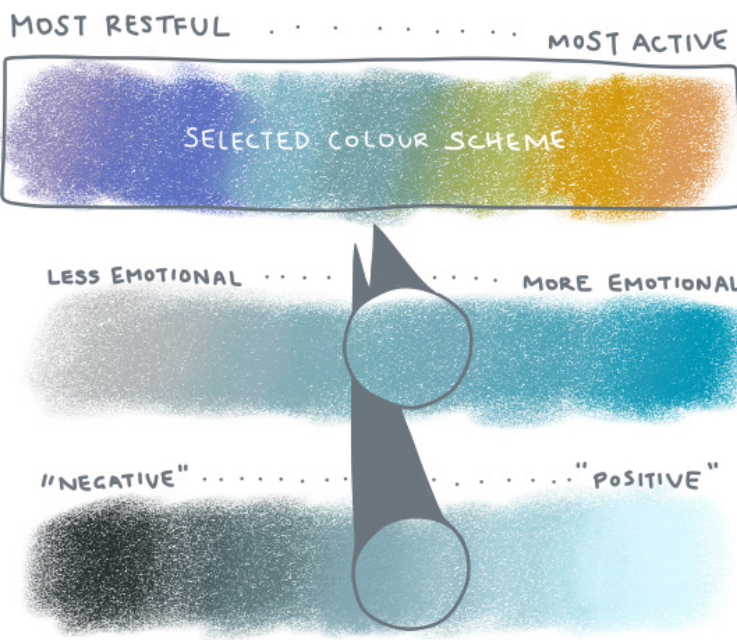 MOST RESTFUL . . . . . . . . MOST ACTIVE
SELECTED COLOUR SCHEME
LESS EMOTIONAL . . . . . . . . MORE EMOTIONAL
"NEGATIVE" . . . . . . . . . . . . . . . . . . "POSITIVE"